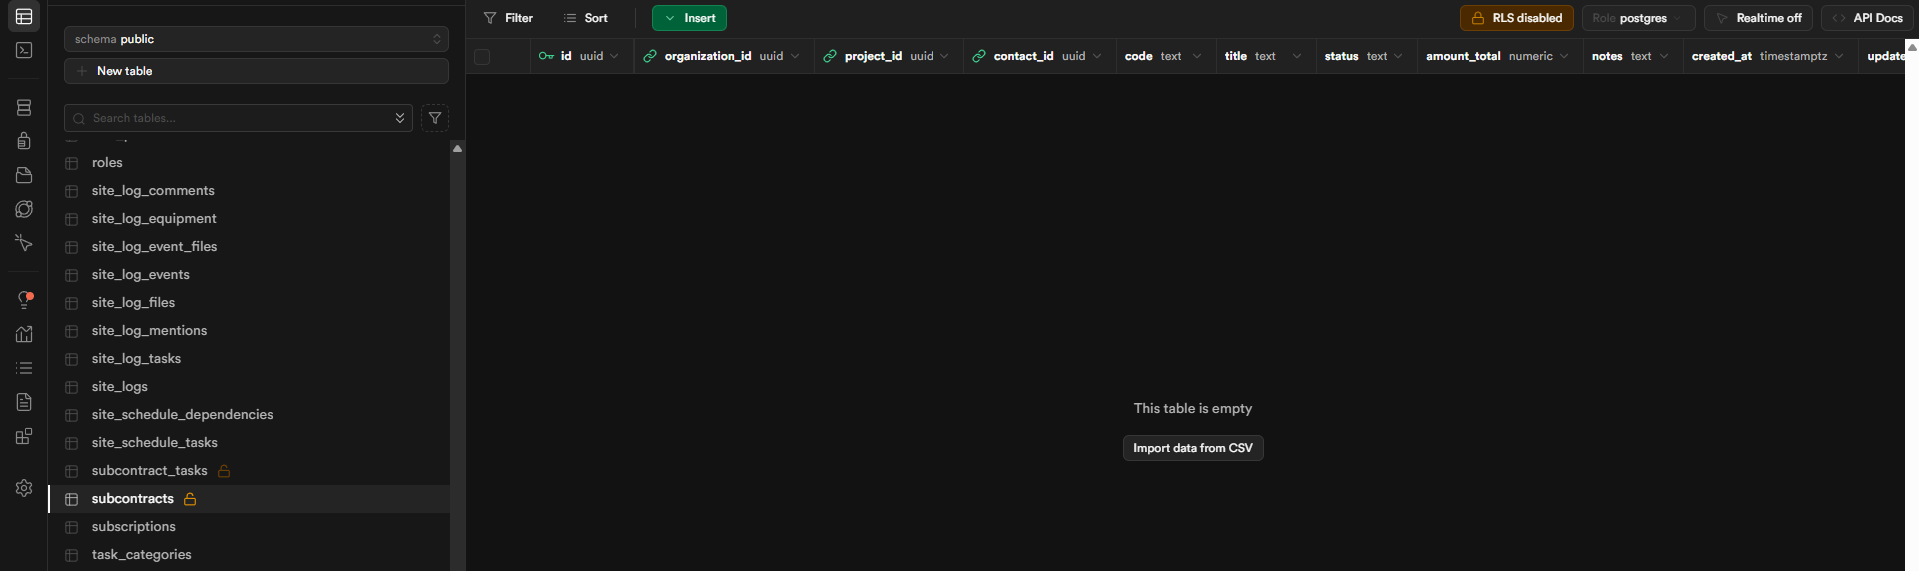 schema public
New table
Search tables...
roles
site_log_comments
site_log_equipment
site_log_event_files
site_log_events
site_log_files
site_log_mentions
site_log_tasks
site_logs
site_schedule_dependencies
site_schedule_tasks
subcontract_tasks
subcontracts
subscriptions
task_categories
Filter Sort Insert RLS disabled Role postgres Realtime off API Docs
id uuid organization_id uuid project_id uuid contact_id uuid code text title text status text amount_total numeric notes text created_at timestamptz update
This table is empty
Import data from CSV